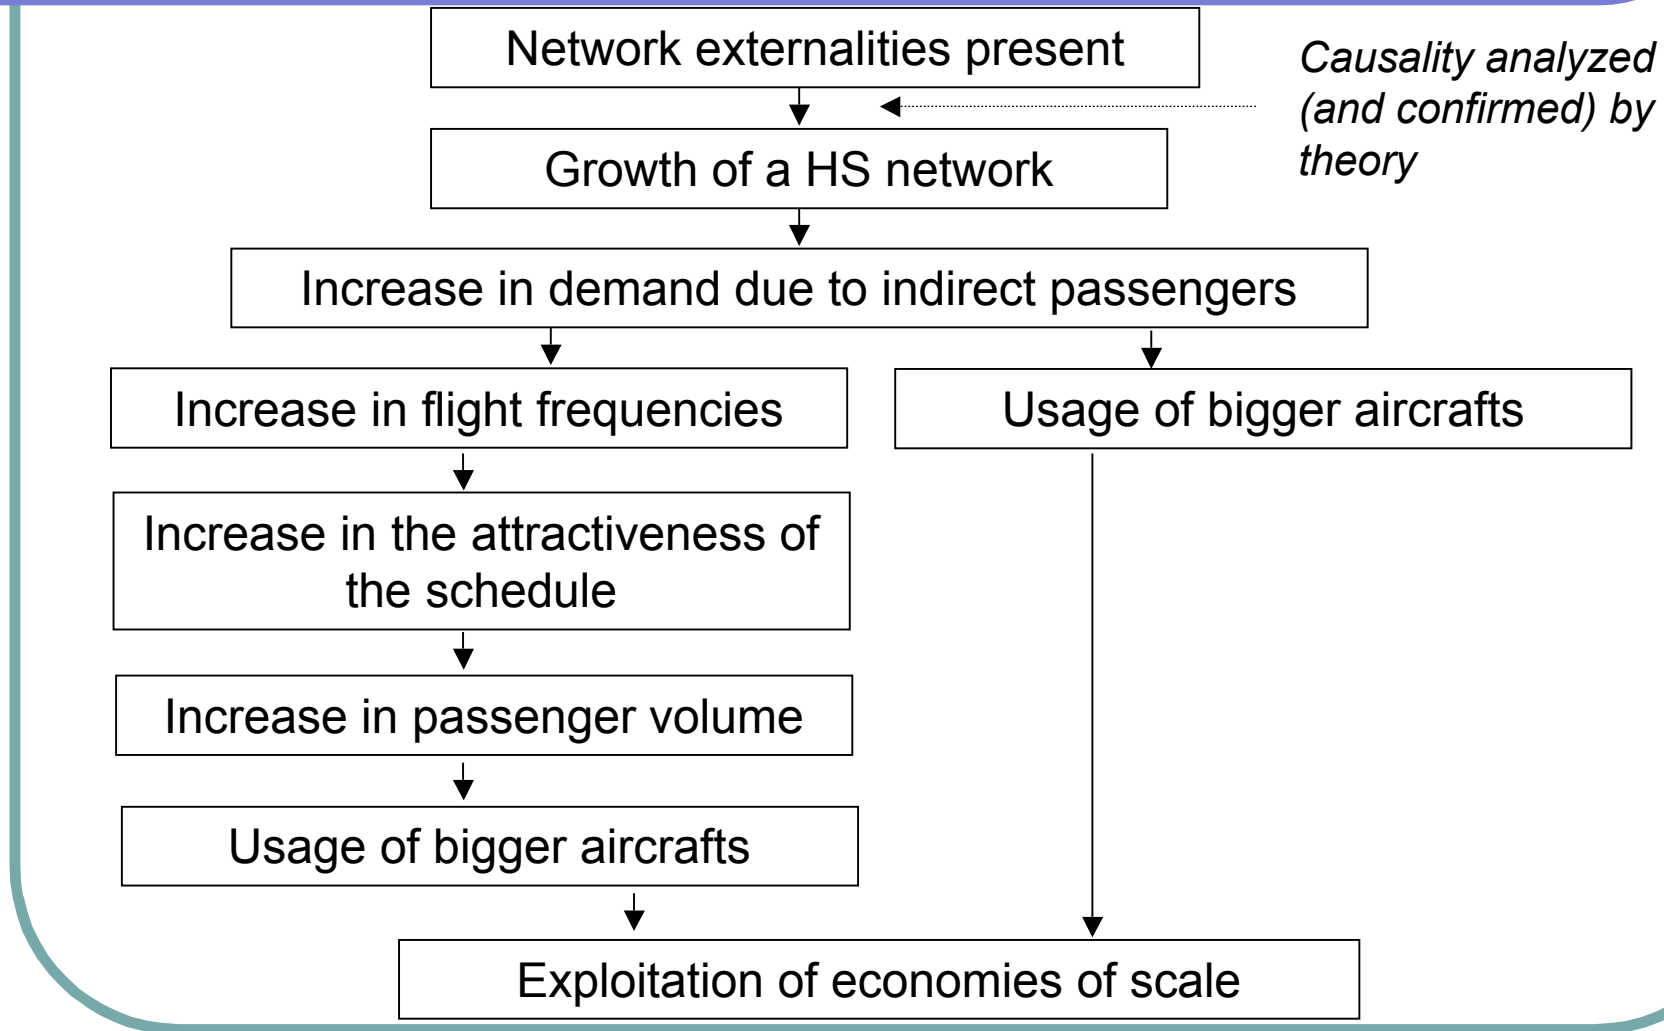 Network externalities present
Causality analyzed
(and confirmed) by
theory
Growth of a HS network
Increase in demand due to indirect passengers
Increase in flight frequencies
Usage of bigger aircrafts
Increase in the attractiveness of
the schedule
Increase in passenger volume
Usage of bigger aircrafts
Exploitation of economies of scale